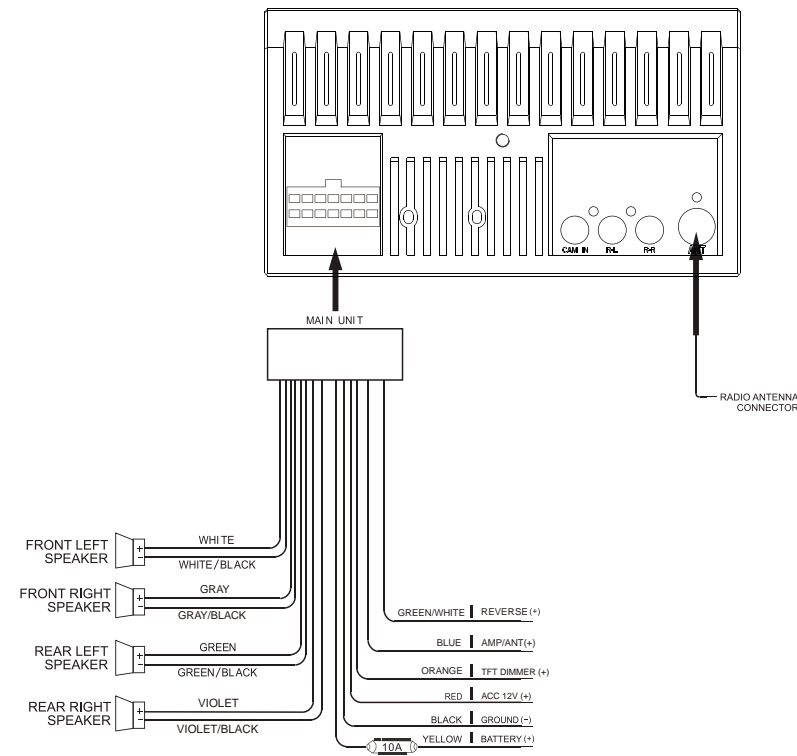 CAM IN R-L R-R ANT
MAIN UNIT
RADIO ANTENNA
CONNECTOR
FRONT LEFT
SPEAKER
+
-
WHITE
WHITE/BLACK
FRONT RIGHT
SPEAKER
+
-
GRAY
GRAY/BLACK
REAR LEFT
SPEAKER
+
-
GREEN
GREEN/BLACK
REAR RIGHT
SPEAKER
+
-
VIOLET
VIOLET/BLACK
GREEN/WHITE REVERSE (+)
BLUE AMP/ANT(+)
ORANGE TFT DIMMER (+)
RED ACC 12V (+)
BLACK GROUND (-)
YELLOW BATTERY (+)
10A